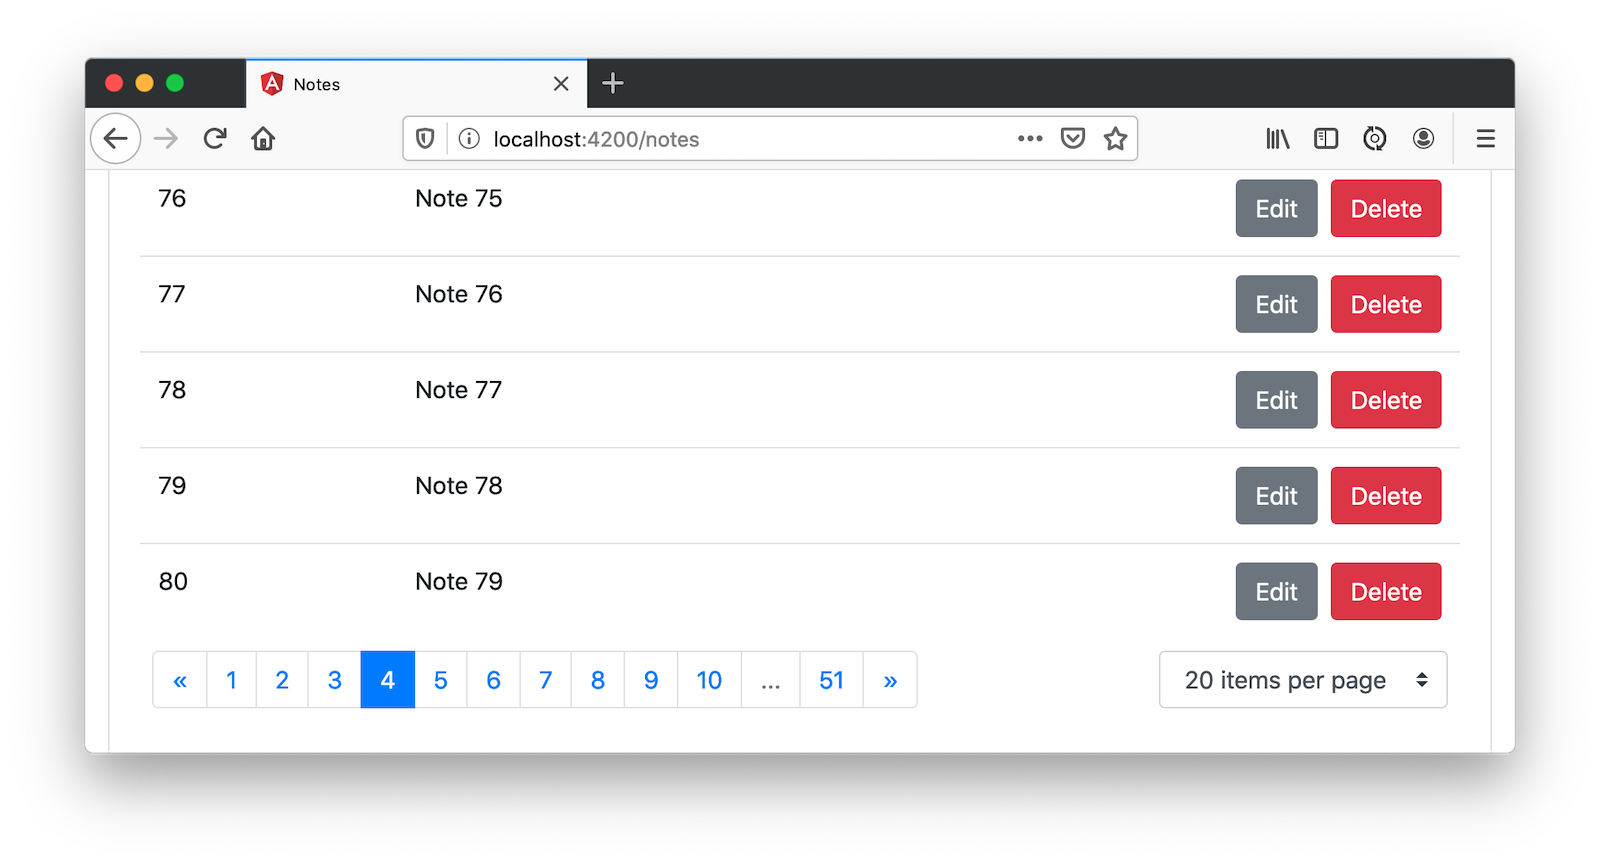 Notes
localhost:4200/notes
76 Note 75 Edit Delete
77 Note 76 Edit Delete
78 Note 77 Edit Delete
79 Note 78 Edit Delete
80 Note 79 Edit Delete
« 1 2 3 4 5 6 7 8 9 10 ... 51 » 20 items per page